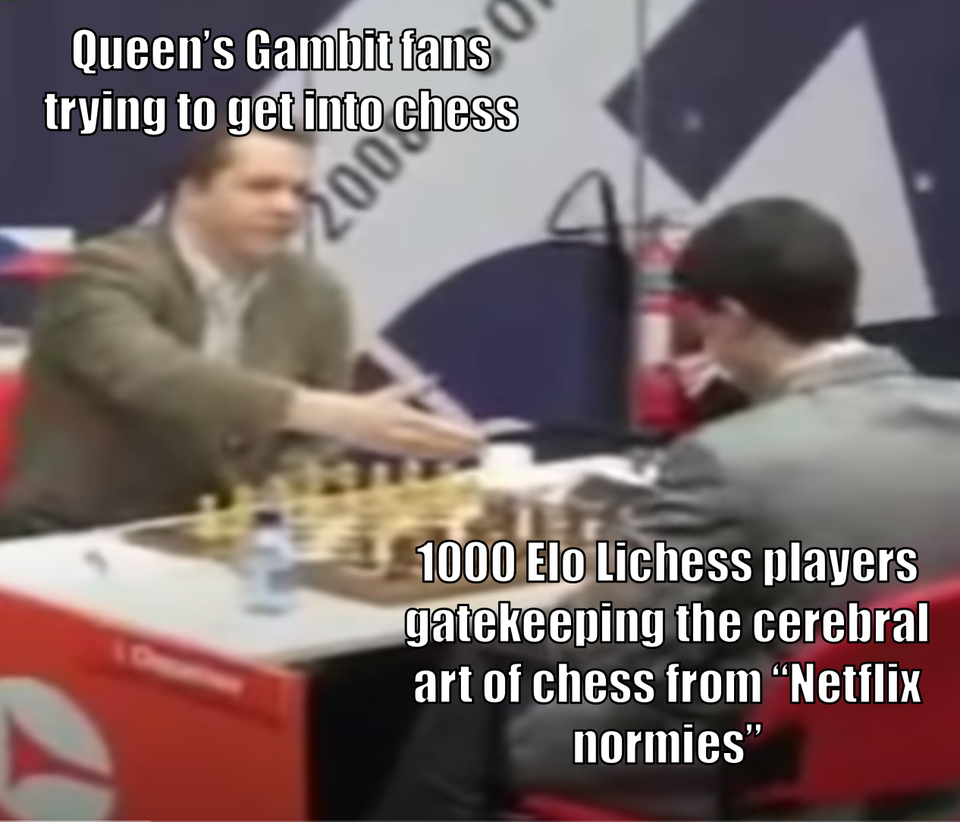 Queen’s Gambit fans
trying to get into chess
2008
1000 Elo Lichess players
gatekeeping the cerebral
art of chess from “Netflix
normies”